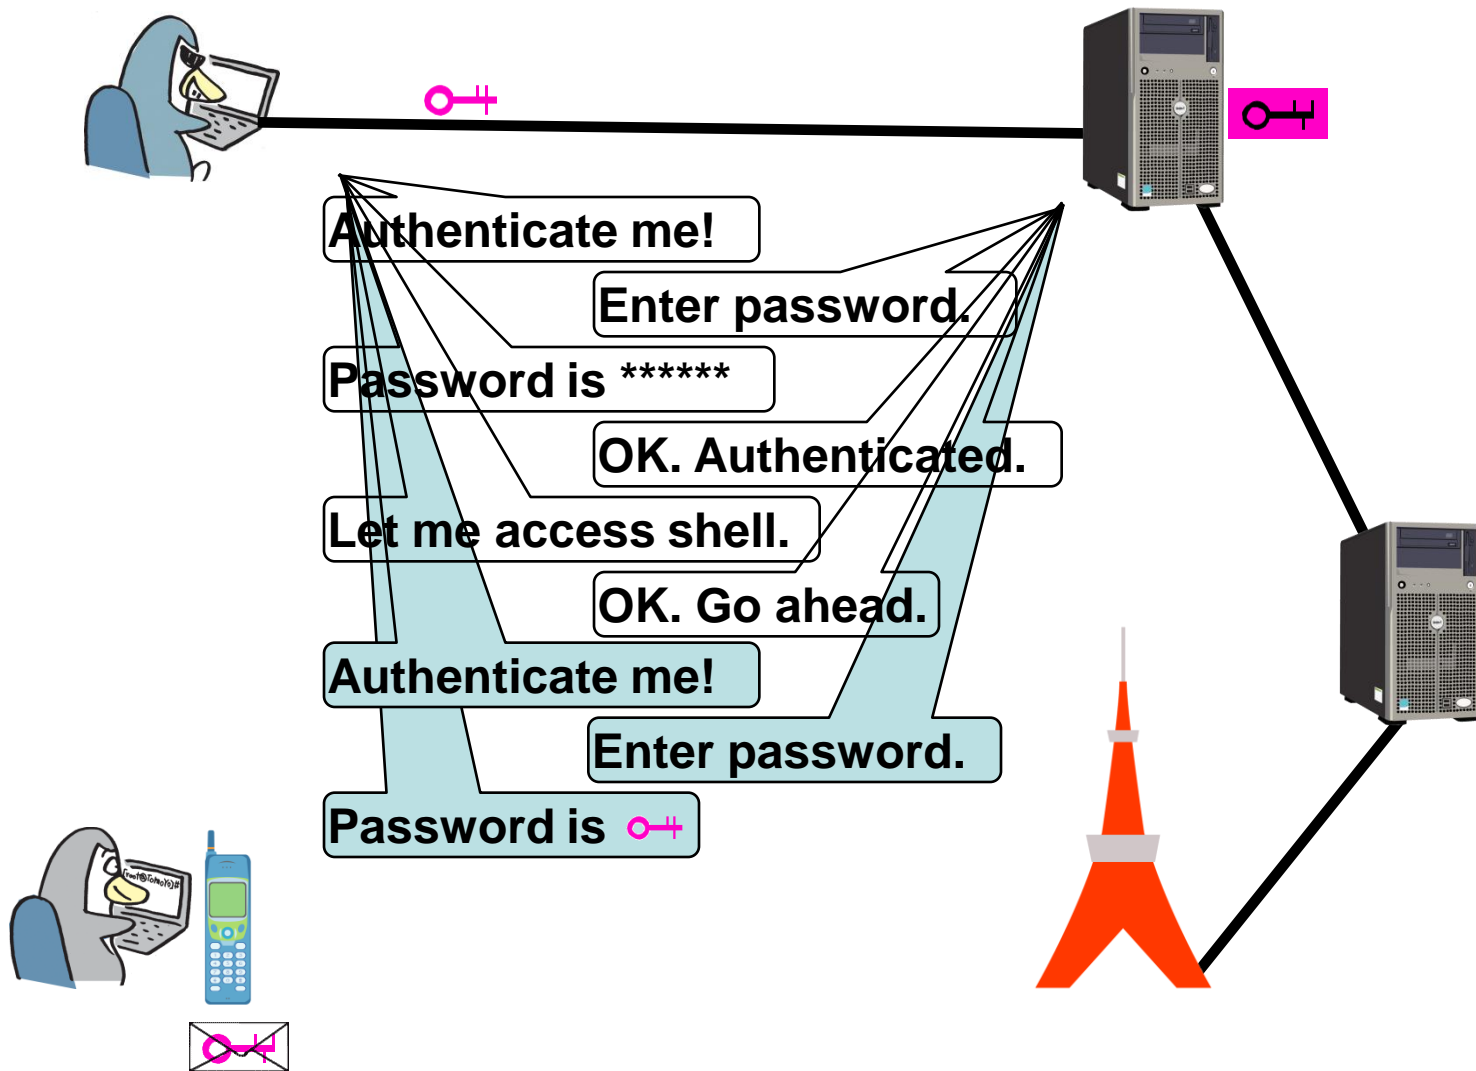 Authenticate me!
Enter password.
Password is ******
OK. Authenticated.
Let me access shell.
OK. Go ahead.
Authenticate me!
Enter password.
Password is